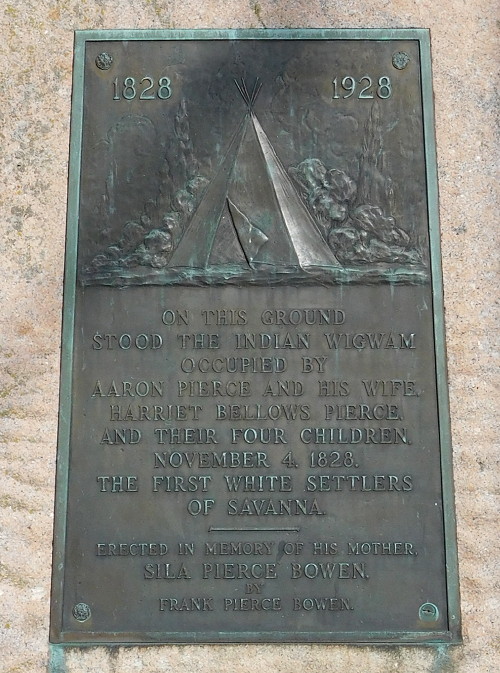 1828 1928
ON THIS GROUND
STOOD THE INDIAN WIGWAM
OCCUPIED BY
AARON PIERCE AND HIS WIFE,
HARRIET BELLOWS PIERCE,
AND THEIR FOUR CHILDREN,
NOVEMBER 4, 1828.
THE FIRST WHITE SETTLERS
OF SAVANNA.
ERECTED IN MEMORY OF HIS MOTHER,
SILA PIERCE BOWEN,
BY
FRANK PIERCE BOWEN.